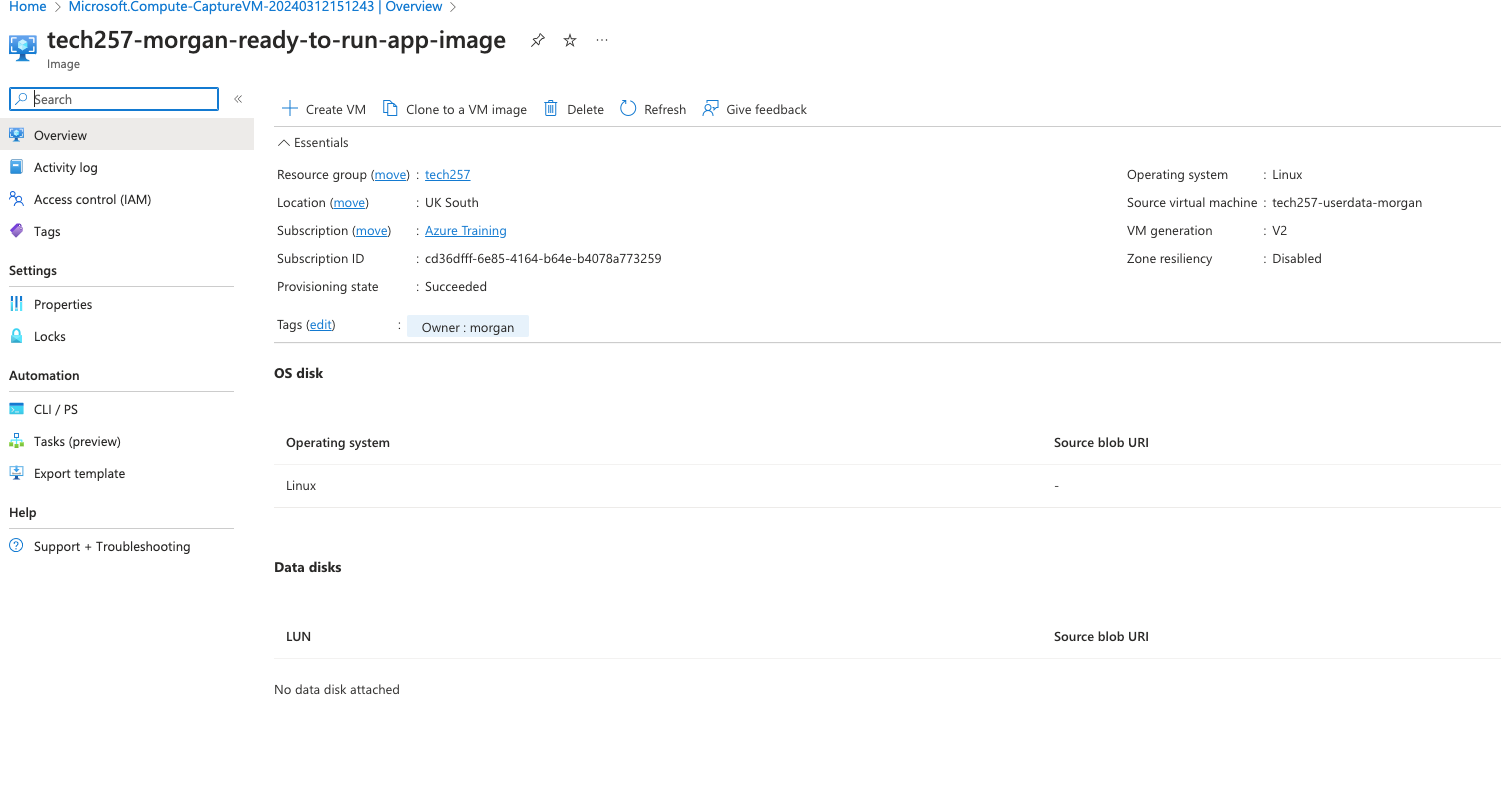 Home > Microsoft.Compute-CaptureVM-20240312151243 | Overview >
tech257-morgan-ready-to-run-app-image
Image
Search
Overview
Activity log
Access control (IAM)
Tags
Settings
Properties
Locks
Automation
CLI / PS
Tasks (preview)
Export template
Help
Support + Troubleshooting
Create VM Clone to a VM image Delete Refresh Give feedback
Essentials
Resource group (move) : tech257
Location (move) : UK South
Subscription (move) : Azure Training
Subscription ID : cd36dfff-6e85-4164-b64e-b4078a773259
Provisioning state : Succeeded
Operating system : Linux
Source virtual machine : tech257-userdata-morgan
VM generation : V2
Zone resiliency : Disabled
Tags (edit) : Owner : morgan
OS disk
Operating system Source blob URI
Linux -
Data disks
LUN Source blob URI
No data disk attached